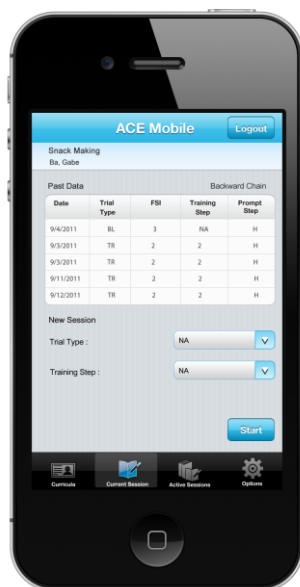 ACE Mobile Logout
Snack Making
Ba, Gabe
Past Data Backward Chain
Date Trial Type FSI Training Step Prompt Step
9/4/2011 BL 3 NA H
9/3/2011 TR 2 2 H
9/3/2011 TR 2 2 H
9/11/2011 TR 2 2 H
9/12/2011 TR 2 2 H
New Session
Trial Type : NA
Training Step : NA
Start
Curricula Current Session Active Sessions Options